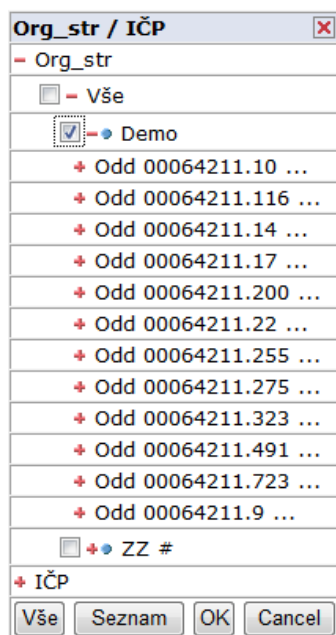 Org_str / IČP
Org_str
Vše
Demo
Odd 00064211.10 ...
Odd 00064211.116 ...
Odd 00064211.14 ...
Odd 00064211.17 ...
Odd 00064211.200 ...
Odd 00064211.22 ...
Odd 00064211.255 ...
Odd 00064211.275 ...
Odd 00064211.323 ...
Odd 00064211.491 ...
Odd 00064211.723 ...
Odd 00064211.9 ...
ZZ #
IČP
Vše Seznam OK Cancel